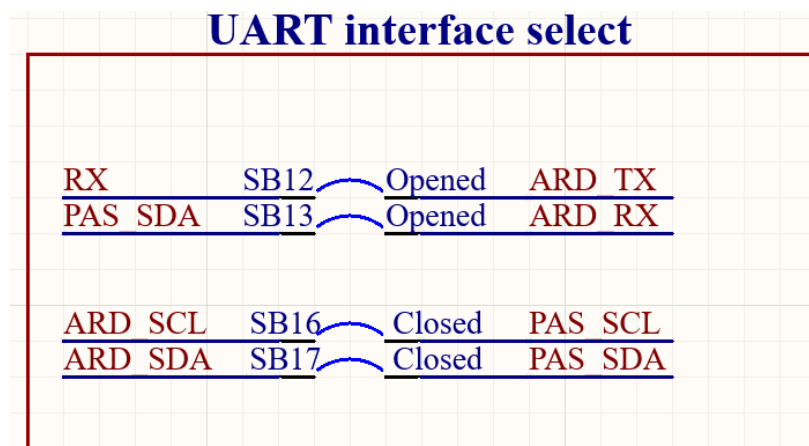 UART interface select
RX SB12 Opened ARD_TX
PAS_SDA SB13 Opened ARD_RX
ARD_SCL SB16 Closed PAS_SCL
ARD_SDA SB17 Closed PAS_SDA